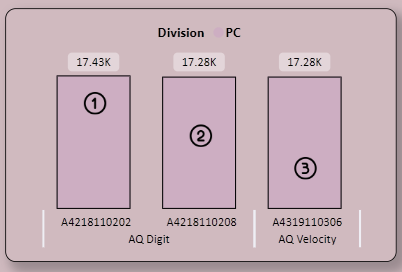 Division PC
17.43K 17.28K 17.28K
1
2
3
A4218110202 A4218110208 A4319110306
AQ Digit AQ Velocity